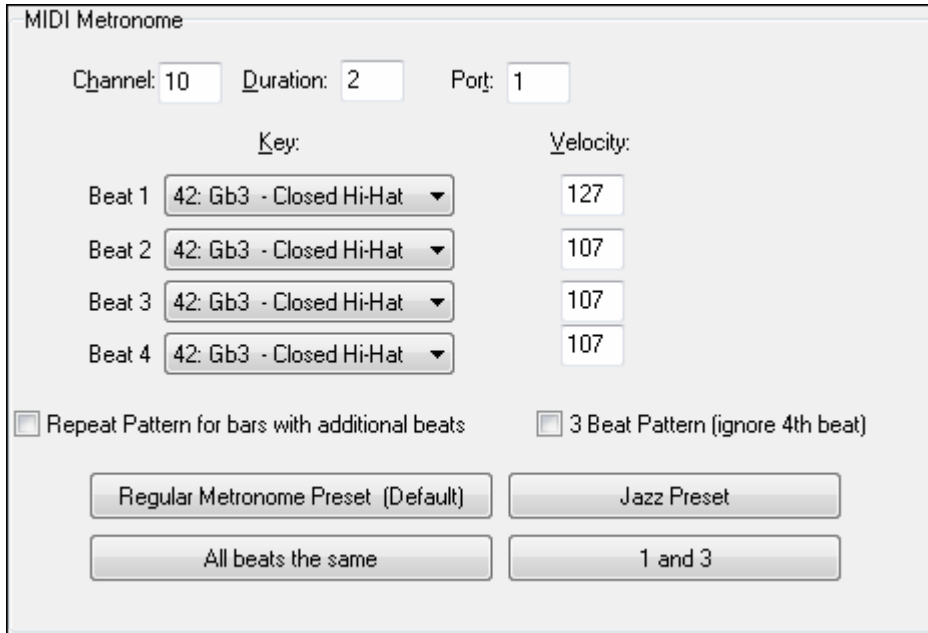 MIDI Metronome
Channel: 10 Duration: 2 Port: 1
Key: Velocity:
Beat 1 42: Gb3 - Closed Hi-Hat 127
Beat 2 42: Gb3 - Closed Hi-Hat 107
Beat 3 42: Gb3 - Closed Hi-Hat 107
Beat 4 42: Gb3 - Closed Hi-Hat 107
Repeat Pattern for bars with additional beats 3 Beat Pattern (ignore 4th beat)
Regular Metronome Preset (Default) Jazz Preset
All beats the same 1 and 3